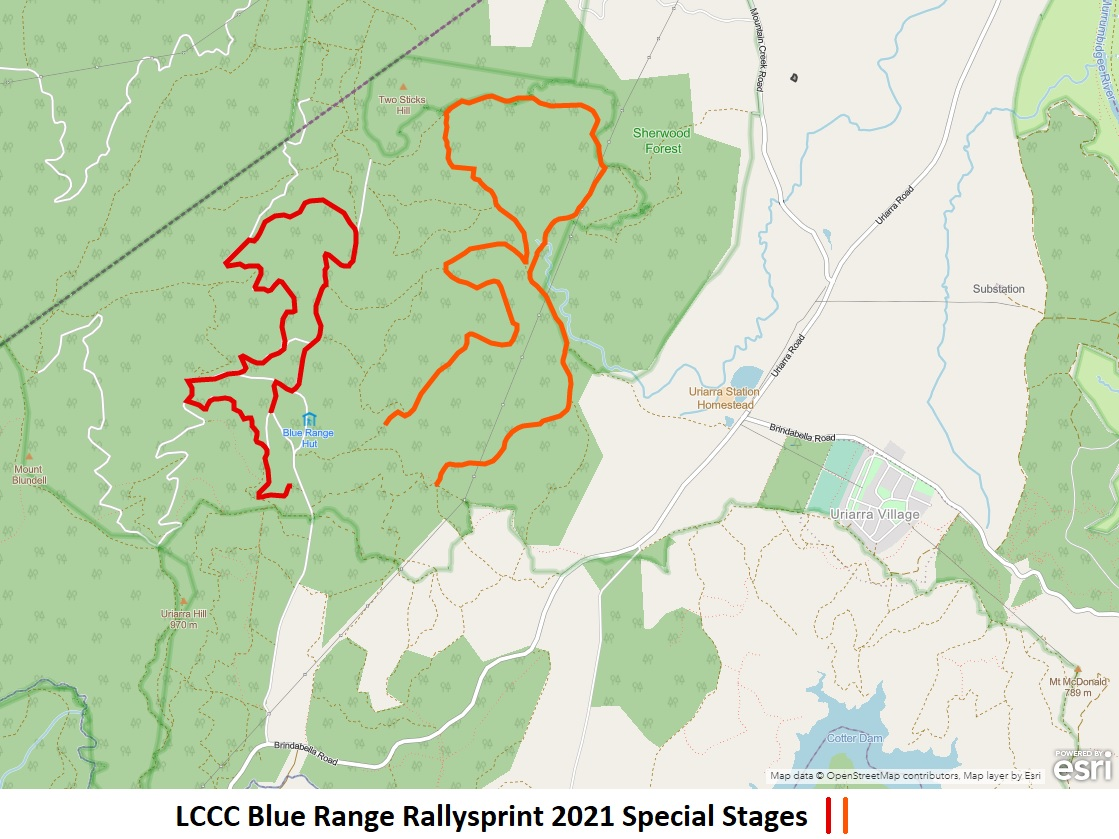 Mountain Creek Road
Murrumbidgee River
Two Sticks
Hill
Sherwood
Forest
Uriarra Road
Substation
Uriarra Road
Uriarra Station
Homestead
Blue Range
Hut
Brindabella Road
Mount
Blundell
Uriarra Village
Uriarra Hill
970 m
Mt McDonald
789 m
Cotter Dam
Brindabella Road
POWERED BY
esri
Map data © OpenStreetMap contributors, Map layer by Esri
LCCC Blue Range Rallysprint 2021 Special Stages